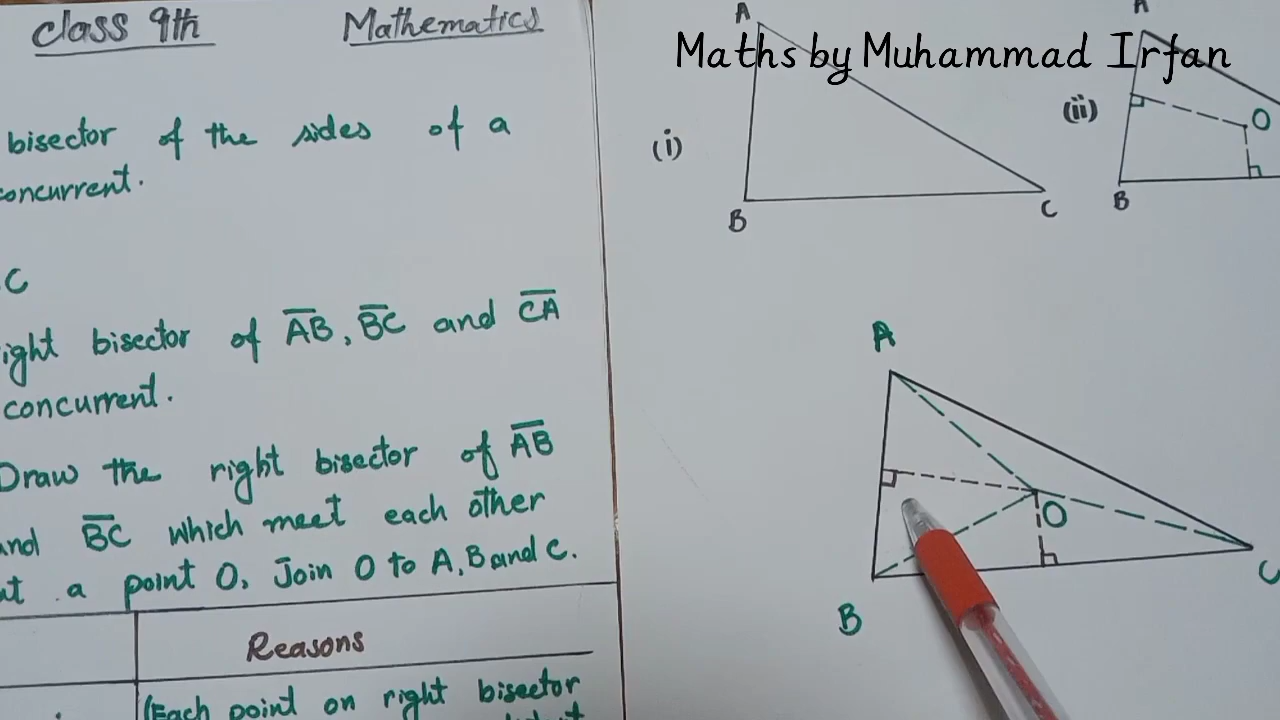 class 9th Mathematics
bisector of the sides of a
concurrent.
C
ight bisector of AB, BC and CA
concurrent.
Draw the right bisector of AB
and BC which meet each other
at a point O. Join O to A, B and C.
Reasons
(Each point on right bisector
Maths by Muhammad Irfan
(i)
A
B
C
(ii)
A
O
B
A
O
B
C